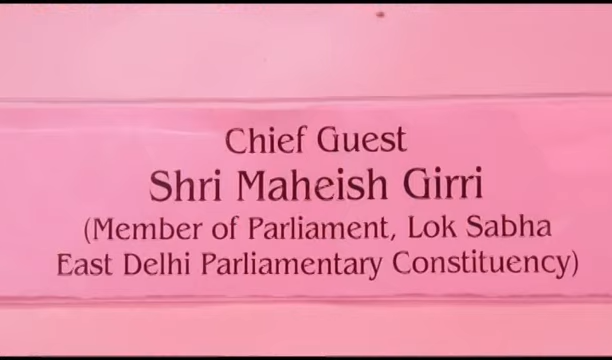 Chief Guest
Shri Maheish Girri
(Member of Parliament, Lok Sabha
East Delhi Parliamentary Constituency)